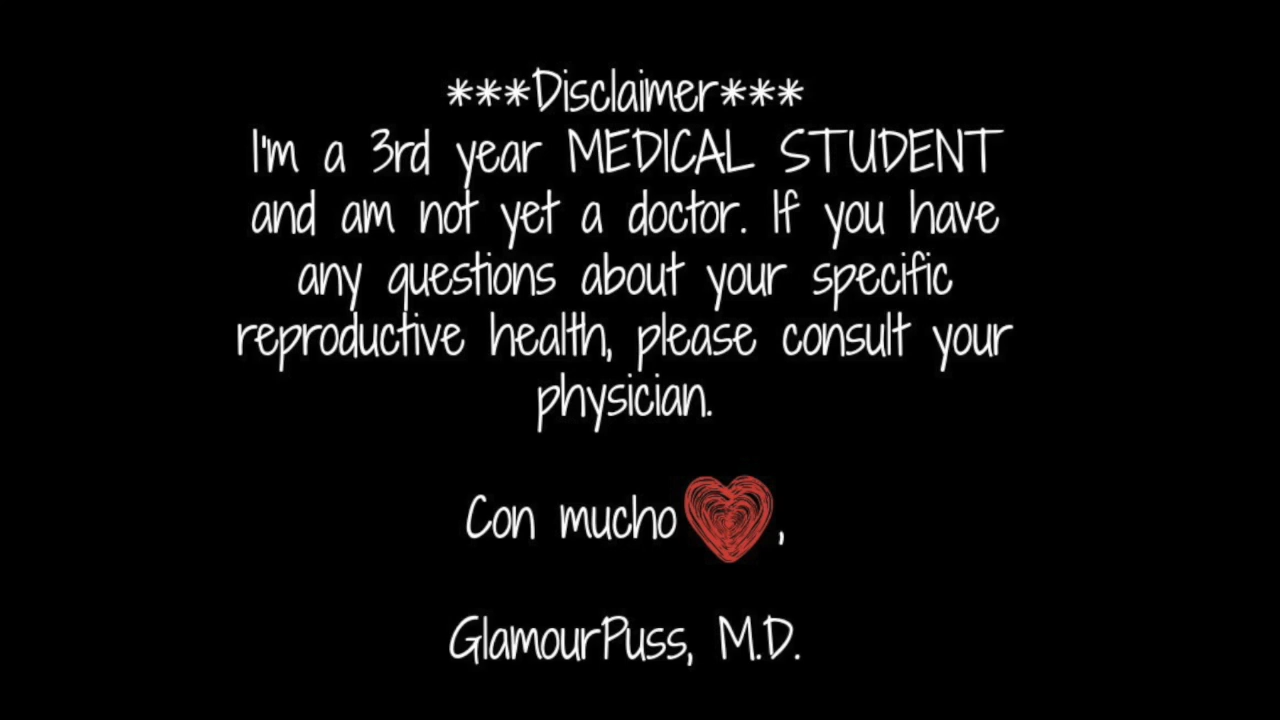 ***Disclaimer***
I'm a 3rd year MEDICAL STUDENT
and am not yet a doctor. If you have
any questions about your specific
reproductive health, please consult your
physician.
Con mucho ,
GlamourPuss, M.D.